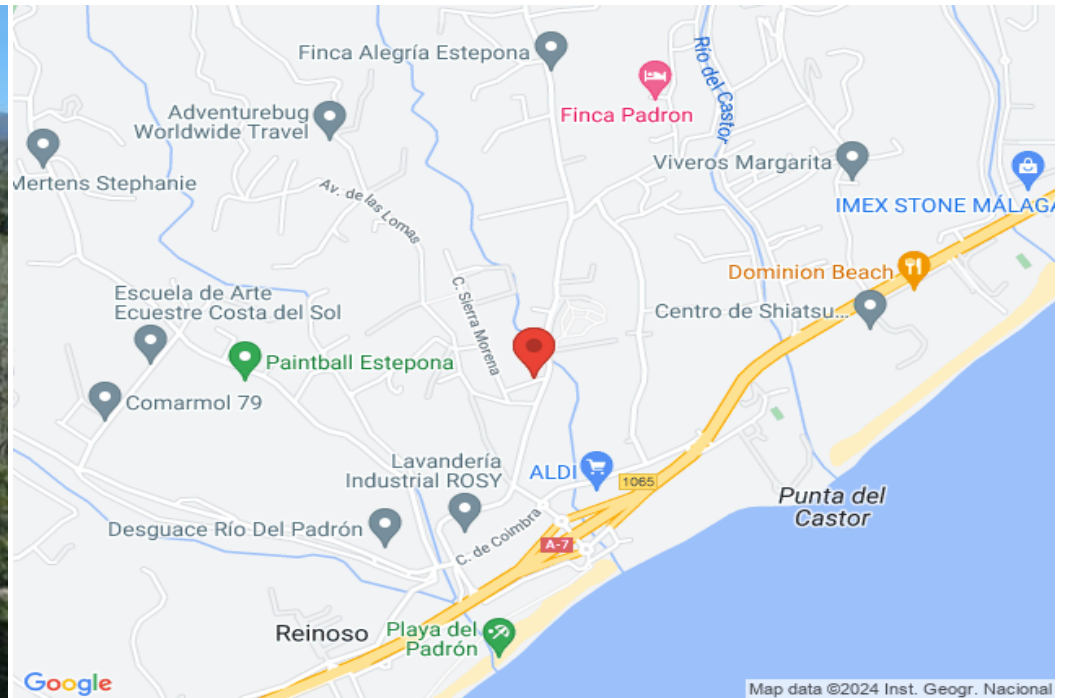 Finca Alegría Estepona
Río del Castor
Finca Padron
Adventurebug
Worldwide Travel
Viveros Margarita
Mertens Stephanie
Av. de las Lomas
IMEX STONE MÁLAGA
Dominion Beach
Escuela de Arte
Ecuestre Costa del Sol
C. Sierra Morena
Centro de Shiatsu...
Paintball Estepona
Comarmol 79
Lavandería
Industrial ROSY
ALDI
1065
Punta del
Castor
Desguace Río Del Padrón
C. de Coimbra
A-7
Reinoso
Playa del
Padrón
Google
Map data ©2024 Inst. Geogr. Nacional